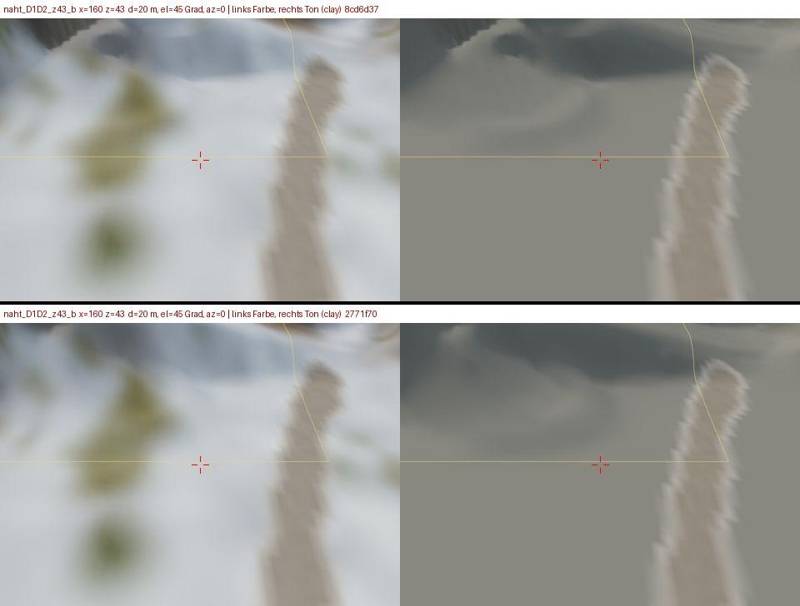 naht_D1D2_z43_b x=160 z=43 d=20 m, el=45 Grad, az=0 | links Farbe, rechts Ton (clay) 8cd6d37
naht_D1D2_z43_b x=160 z=43 d=20 m, el=45 Grad, az=0 | links Farbe, rechts Ton (clay) 2771f70